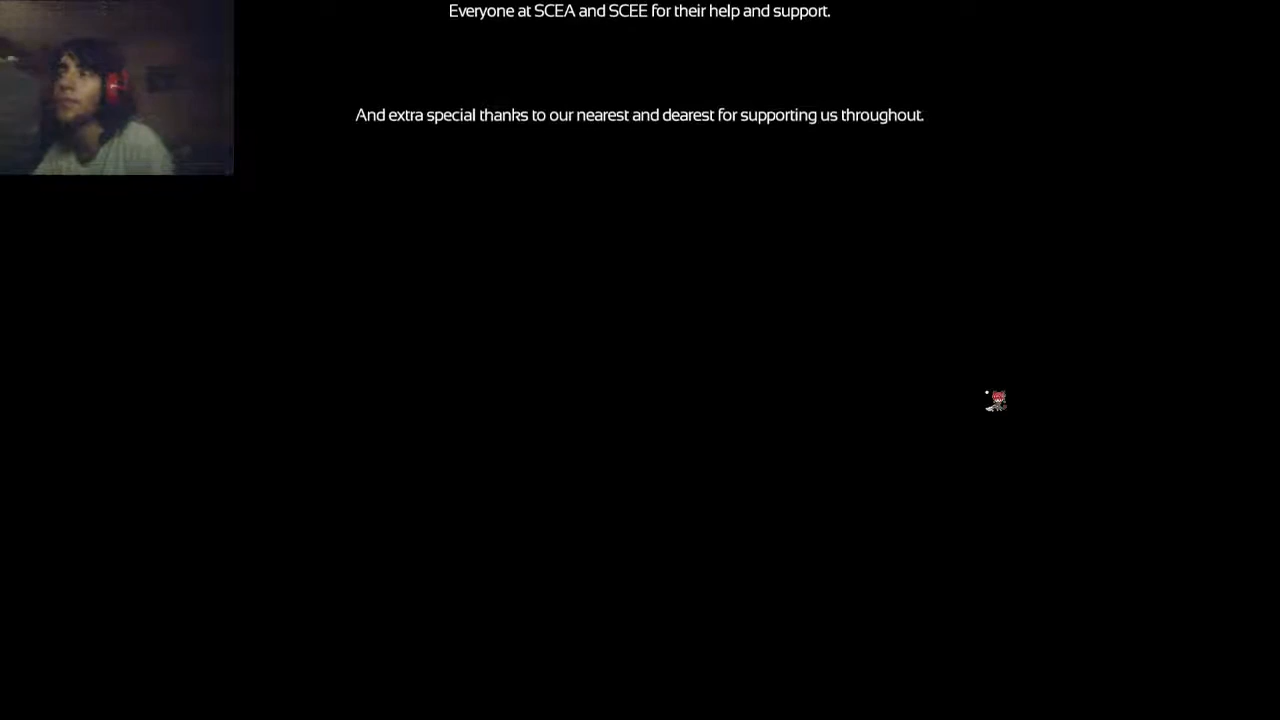 Everyone at SCEA and SCEE for their help and support.
And extra special thanks to our nearest and dearest for supporting us throughout.